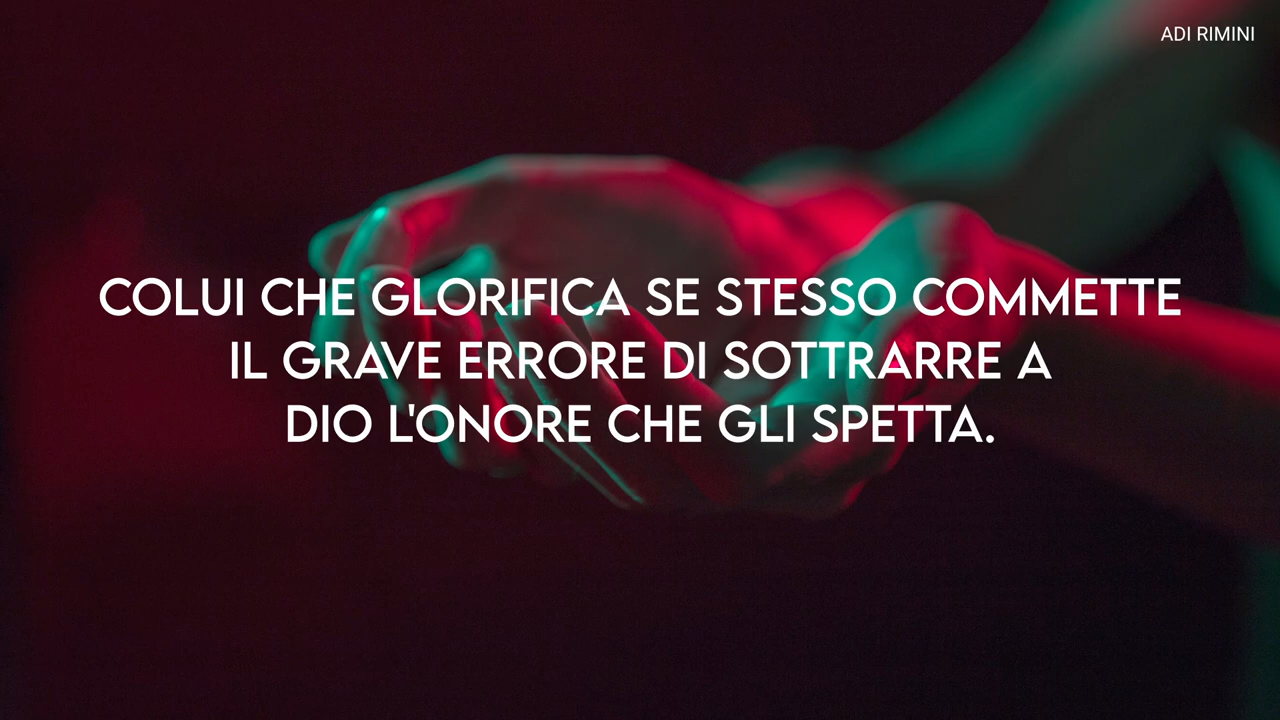 ADI RIMINI
COLUI CHE GLORIFICA SE STESSO COMMETTE
IL GRAVE ERRORE DI SOTTRARRE A
DIO L'ONORE CHE GLI SPETTA.